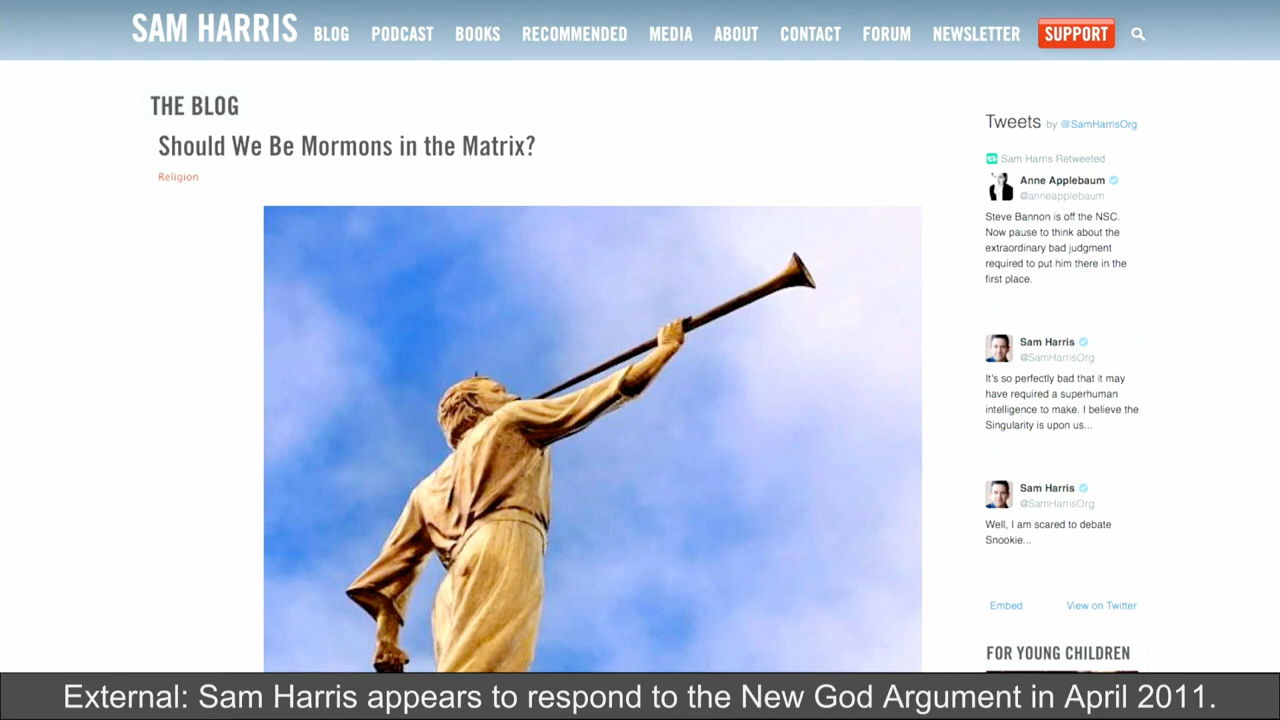 SAM HARRIS BLOG PODCAST BOOKS RECOMMENDED MEDIA ABOUT CONTACT FORUM NEWSLETTER SUPPORT
THE BLOG
Should We Be Mormons in the Matrix?
Religion
Tweets by @SamHarrisOrg
Sam Harris Retweeted
Anne Applebaum
@anneapplebaum
Steve Bannon is off the NSC.
Now pause to think about the
extraordinary bad judgment
required to put him there in the
first place.
Sam Harris
@SamHarrisOrg
It's so perfectly bad that it may
have required a superhuman
intelligence to make. I believe the
Singularity is upon us...
Sam Harris
@SamHarrisOrg
Well, I am scared to debate
Snookie...
Embed View on Twitter
FOR YOUNG CHILDREN
External: Sam Harris appears to respond to the New God Argument in April 2011.